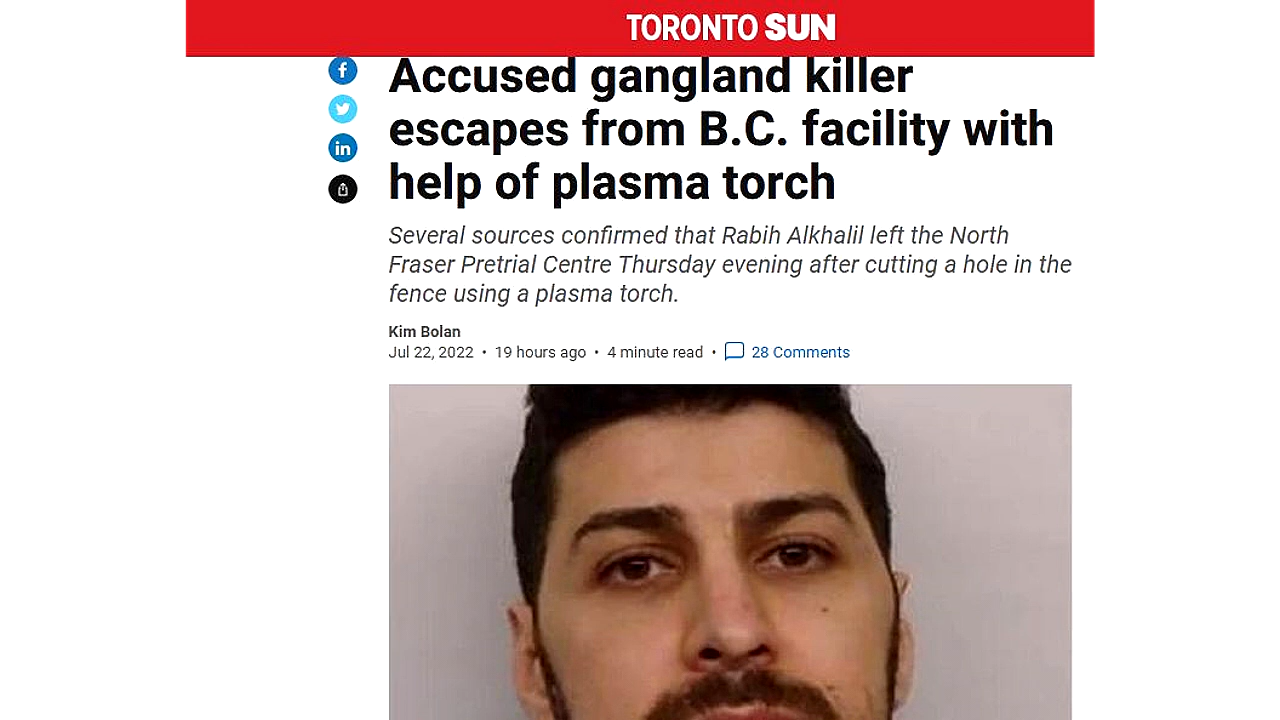 TORONTO SUN
Accused gangland killer
escapes from B.C. facility with
help of plasma torch
Several sources confirmed that Rabih Alkhalil left the North
Fraser Pretrial Centre Thursday evening after cutting a hole in the
fence using a plasma torch.
Kim Bolan
Jul 22, 2022 • 19 hours ago • 4 minute read • 28 Comments